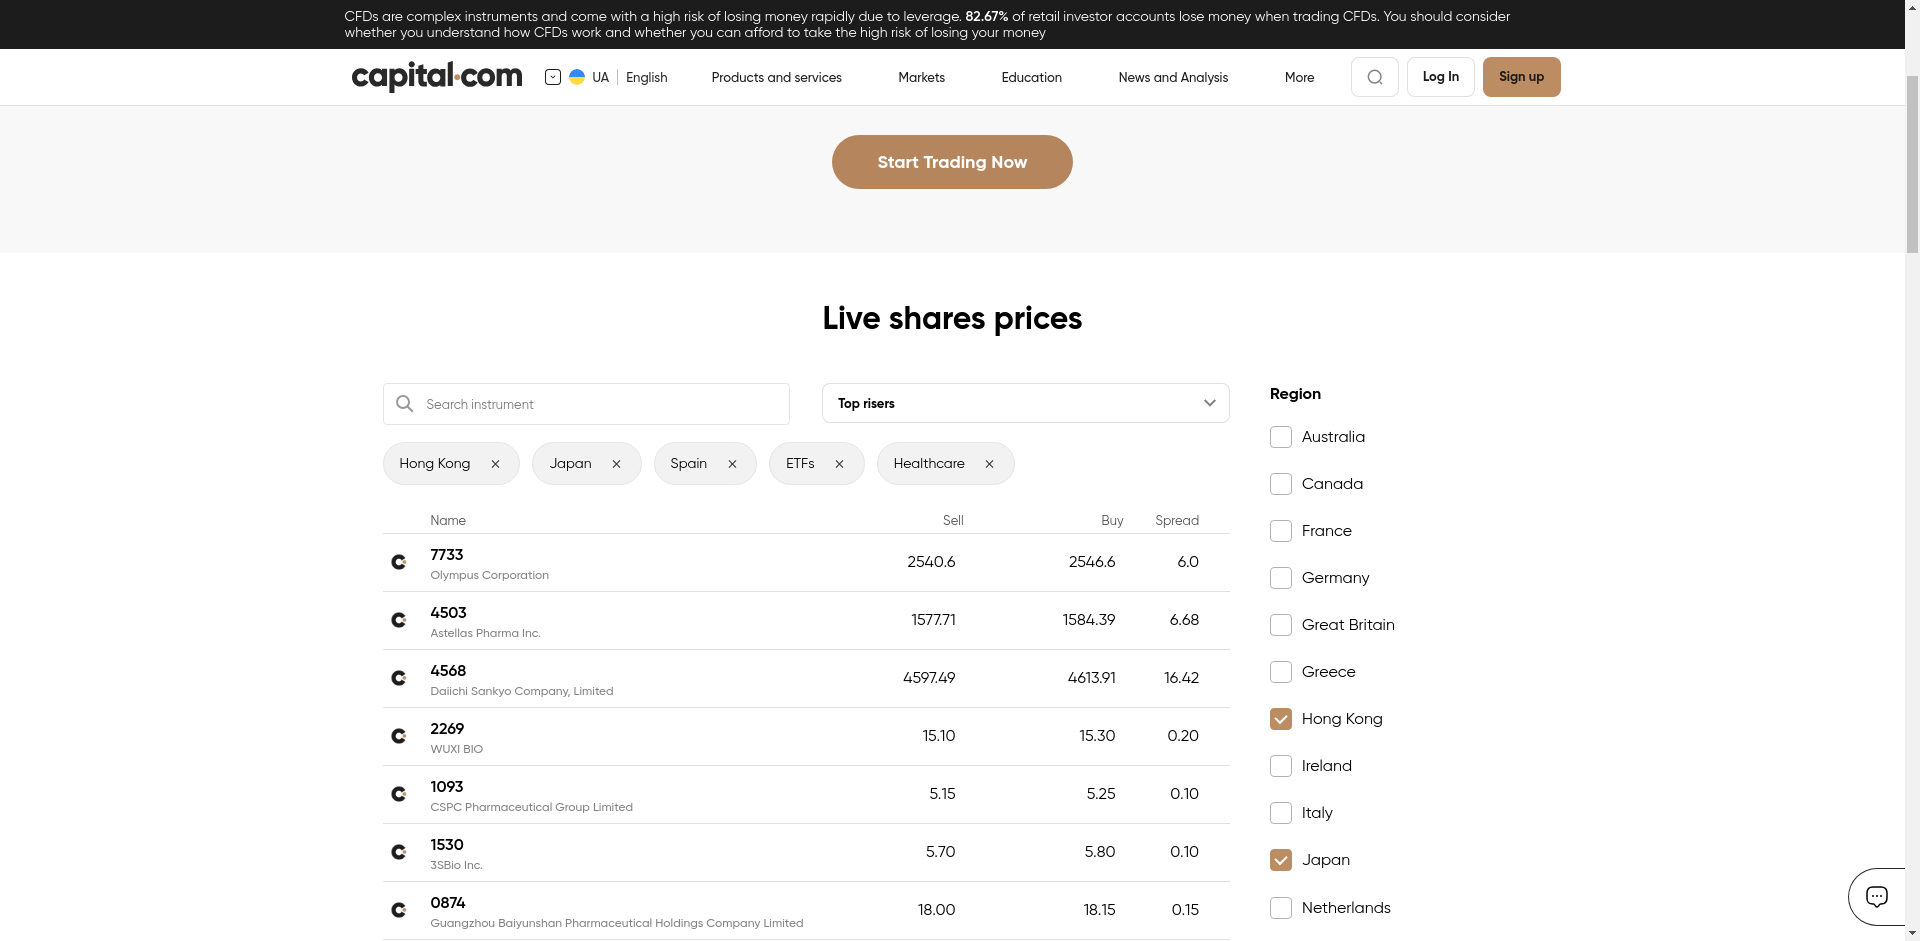 CFDs are complex instruments and come with a high risk of losing money rapidly due to leverage. 82.67% of retail investor accounts lose money when trading CFDs. You should consider
whether you understand how CFDs work and whether you can afford to take the high risk of losing your money
capital.com
UA
English
Products and services
Markets
Education
News and Analysis
More
Log In
Sign up
Start Trading Now
Live shares prices
Search instrument
Top risers
Hong Kong
Japan
Spain
ETFs
Healthcare
Name Sell Buy Spread
7733
Olympus Corporation
2540.6 2546.6 6.0
4503
Astellas Pharma Inc.
1577.71 1584.39 6.68
4568
Daiichi Sankyo Company, Limited
4597.49 4613.91 16.42
2269
WUXI BIO
15.10 15.30 0.20
1093
CSPC Pharmaceutical Group Limited
5.15 5.25 0.10
1530
3SBio Inc.
5.70 5.80 0.10
0874
Guangzhou Baiyunshan Pharmaceutical Holdings Company Limited
18.00 18.15 0.15
Region
Australia
Canada
France
Germany
Great Britain
Greece
Hong Kong
Ireland
Italy
Japan
Netherlands